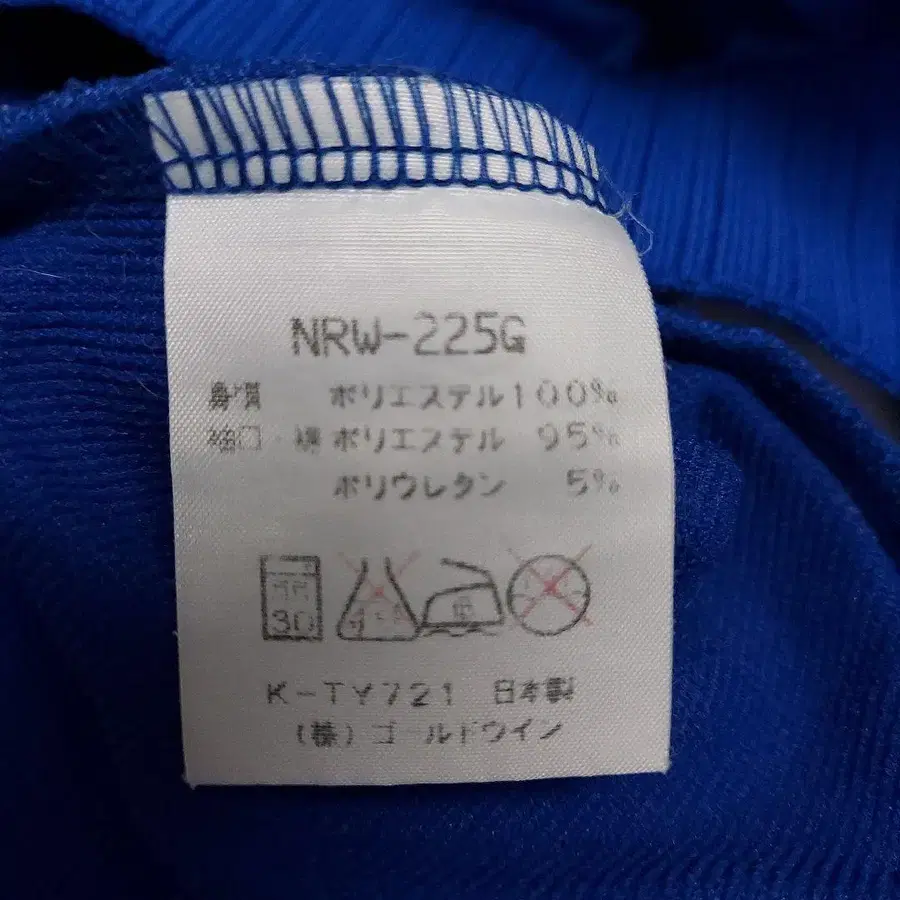 NRW-225G
身質 ポリエステル100%
袖口・裾 ポリエステル 95%
ポリウレタン 5%
30
K-TY721 日本製
(株)ゴールドウイン